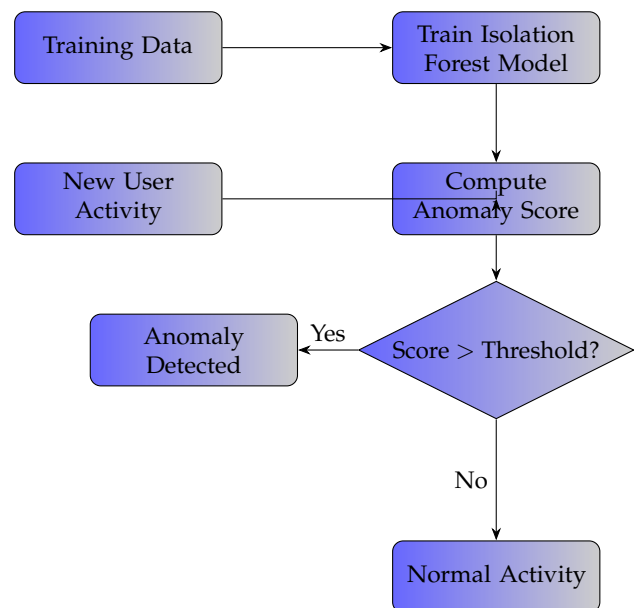 Training Data
Train Isolation
Forest Model
New User
Activity
Compute
Anomaly Score
Anomaly
Detected
Yes
Score > Threshold?
No
Normal Activity